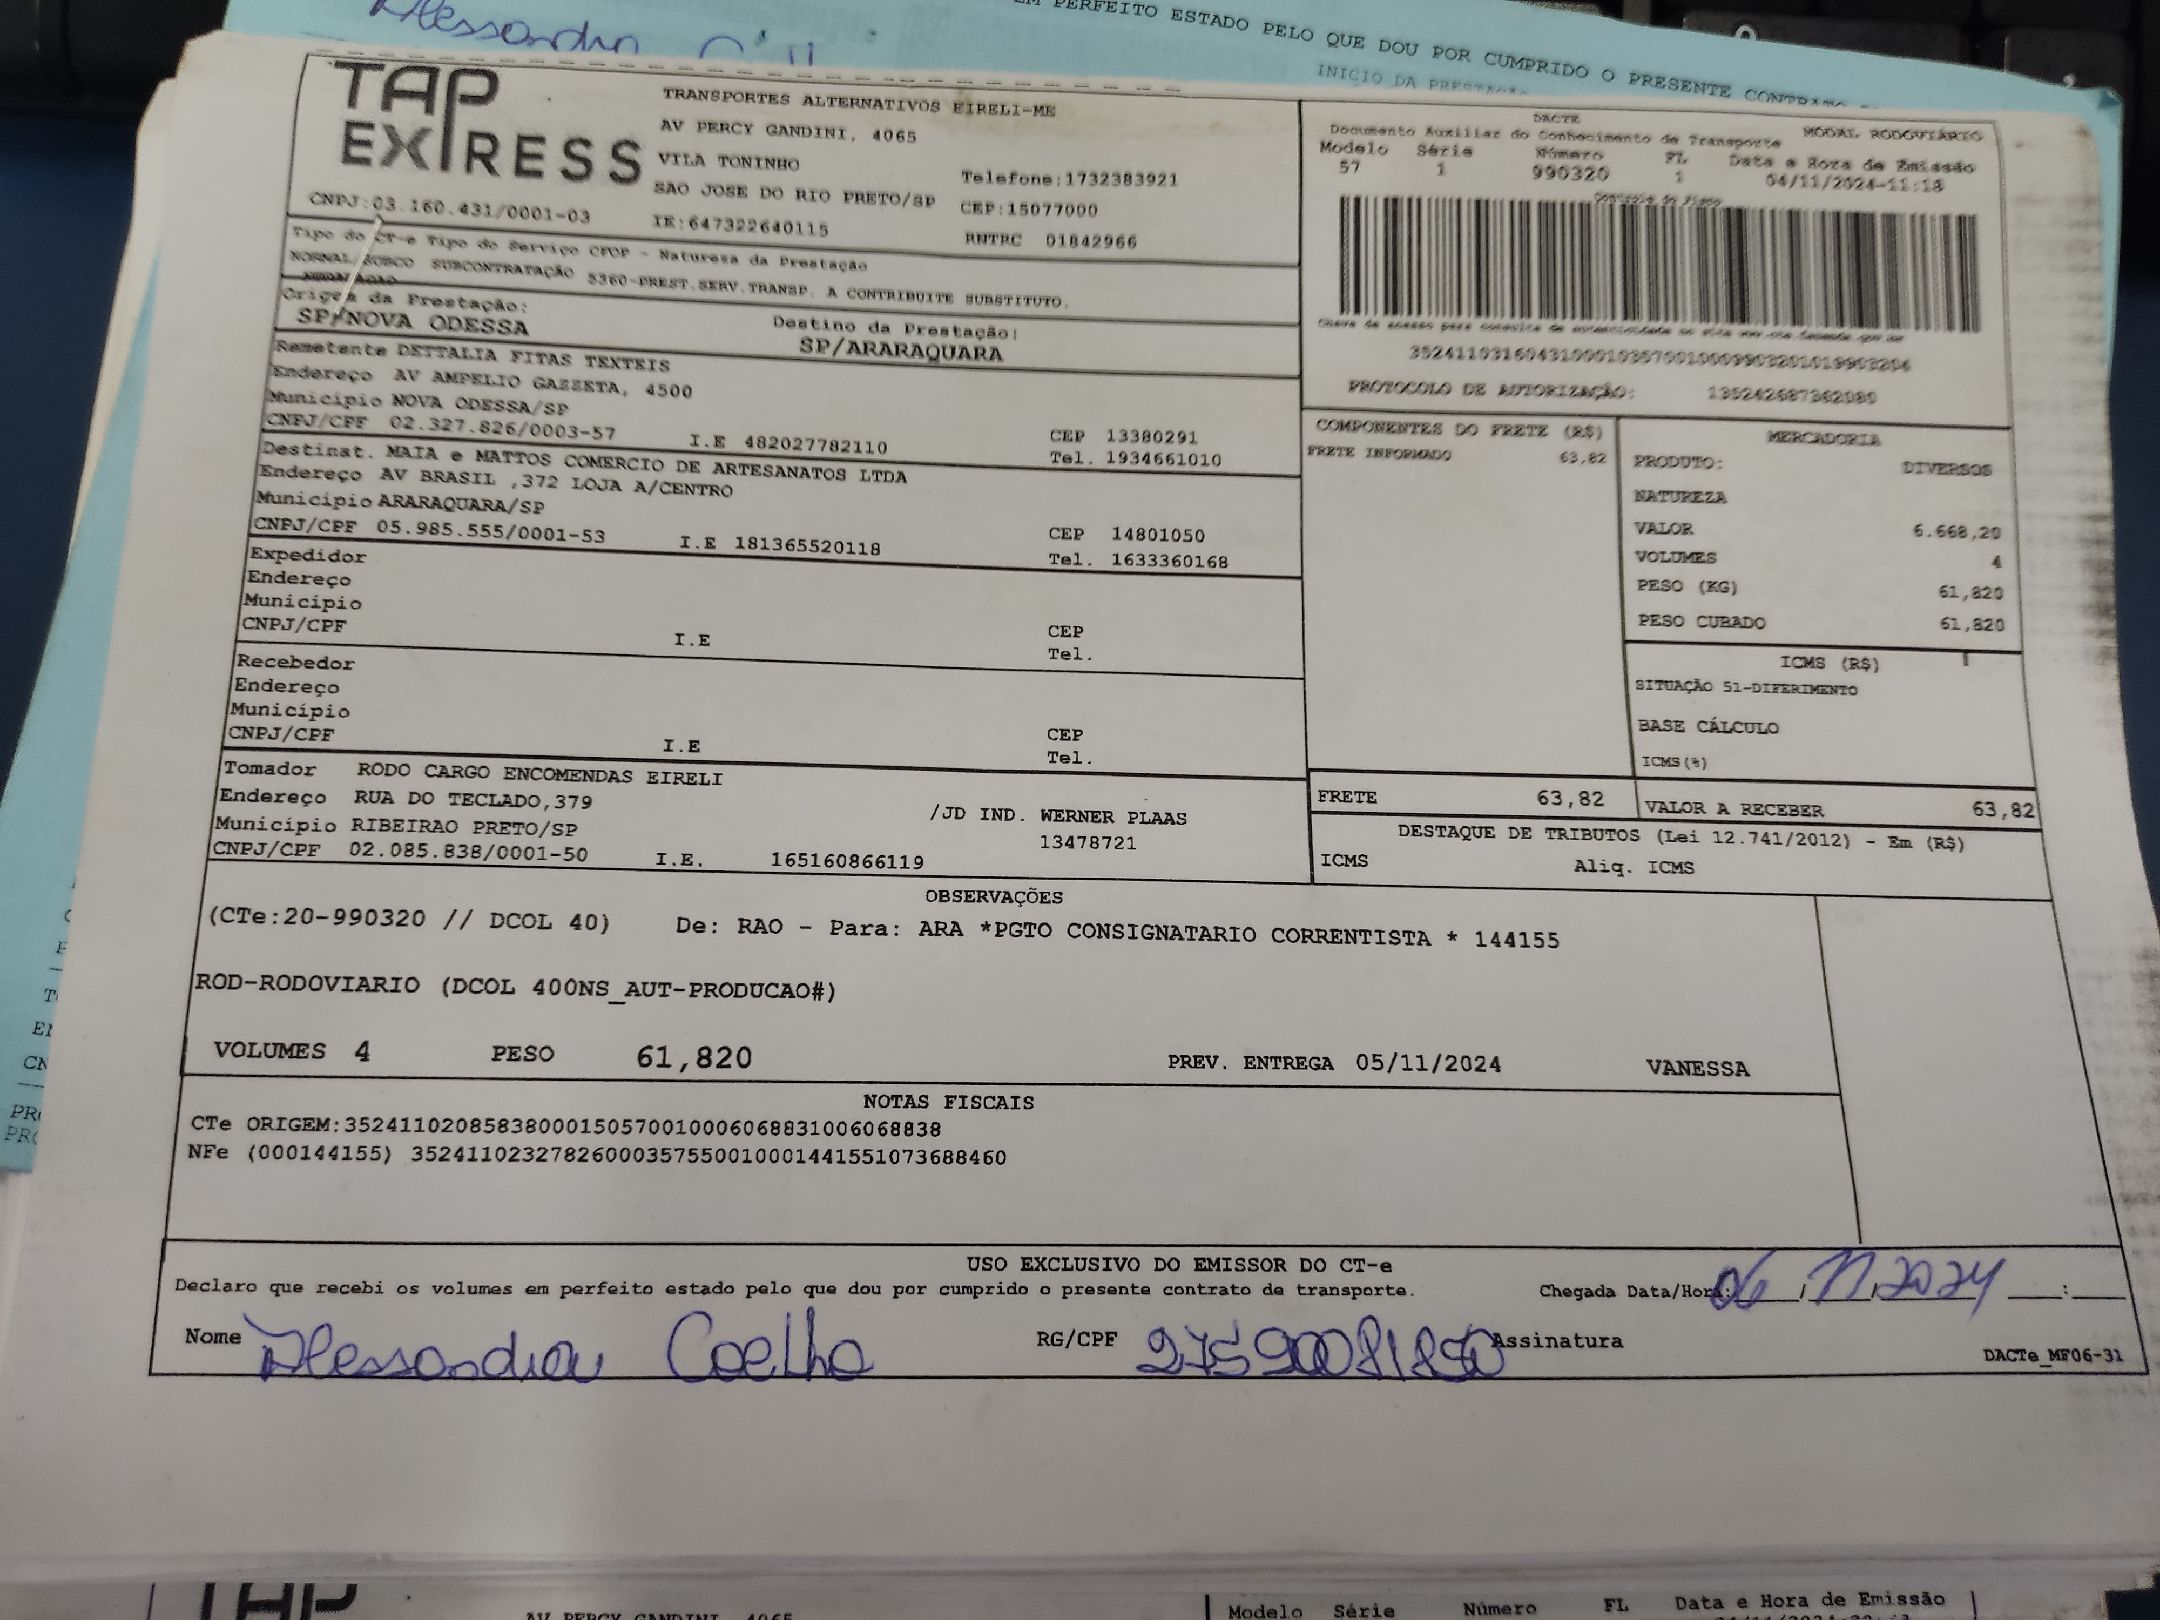 Alessandra
EM PERFEITO ESTADO PELO QUE DOU POR CUMPRIDO O PRESENTE CONTRATO
INICIO DA PRESTAÇÃO
TAP EXPRESS
TRANSPORTES ALTERNATIVOS EIRELI-ME
AV PERCY GANDINI, 4065
VILA TONINHO
SAO JOSE DO RIO PRETO/SP
Telefone:1732383921
CEP:15077000
CNPJ:03.160.431/0001-03
IE:647322640115
RNTRC 01842966
DACTE
Documento Auxiliar do Conhecimento de Transporte
MODAL RODOVIÁRIO
Modelo Série Número FL Data e Hora de Emissão
57 1 990320 1 04/11/2024-11:18
Controle do Fisco
Tipo do CT-e Tipo do Serviço CFOP - Natureza da Prestação
NORMAL SUBCO SUBCONTRATAÇÃO 5360-PREST.SERV.TRANSP. A CONTRIBUITE SUBSTITUTO.
Origem da Prestação:
SP/NOVA ODESSA
Destino da Prestação:
SP/ARARAQUARA
35241103160431000103570010009903201019903204
PROTOCOLO DE AUTORIZAÇÃO: 135242687362080
Remetente DETTALIA FITAS TEXTEIS
Endereço AV AMPELIO GAZZETA, 4500
Município NOVA ODESSA/SP
CNPJ/CPF 02.327.826/0003-57 I.E 482027782110
CEP 13380291
Tel. 1934661010
Destinat. MAIA e MATTOS COMERCIO DE ARTESANATOS LTDA
Endereço AV BRASIL ,372 LOJA A/CENTRO
Município ARARAQUARA/SP
CNPJ/CPF 05.985.555/0001-53 I.E 181365520118
CEP 14801050
Tel. 1633360168
Expedidor
Endereço
Município
CNPJ/CPF I.E
CEP
Tel.
Recebedor
Endereço
Município
CNPJ/CPF I.E
CEP
Tel.
Tomador RODO CARGO ENCOMENDAS EIRELI
Endereço RUA DO TECLADO,379 /JD IND. WERNER PLAAS
Município RIBEIRAO PRETO/SP 13478721
CNPJ/CPF 02.085.838/0001-50 I.E. 165160866119
COMPONENTES DO FRETE (R$)
FRETE INFORMADO 63,82
MERCADORIA
PRODUTO: DIVERSOS
NATUREZA
VALOR 6.668,20
VOLUMES 4
PESO (KG) 61,820
PESO CUBADO 61,820
ICMS (R$)
SITUAÇÃO 51-DIFERIMENTO
BASE CÁLCULO
ICMS(%)
FRETE 63,82
VALOR A RECEBER 63,82
DESTAQUE DE TRIBUTOS (Lei 12.741/2012) - Em (R$)
ICMS Aliq. ICMS
OBSERVAÇÕES
(CTe:20-990320 // DCOL 40) De: RAO - Para: ARA *PGTO CONSIGNATARIO CORRENTISTA * 144155
ROD-RODOVIARIO (DCOL 400NS_AUT-PRODUCAO#)
VOLUMES 4 PESO 61,820 PREV. ENTREGA 05/11/2024 VANESSA
NOTAS FISCAIS
CTe ORIGEM:35241102085838000150570010006068831006068838
NFe (000144155) 35241102327826000357550010001441551073688460
USO EXCLUSIVO DO EMISSOR DO CT-e
Declaro que recebi os volumes em perfeito estado pelo que dou por cumprido o presente contrato de transporte.
Chegada Data/Hora: 06/11/2024 :
Nome Alessandra Coelho RG/CPF 27590081850 Assinatura
DACTe_MF06-31
TAP
AV PERCY GANDINI, 4065
Modelo Série Número FL Data e Hora de Emissão